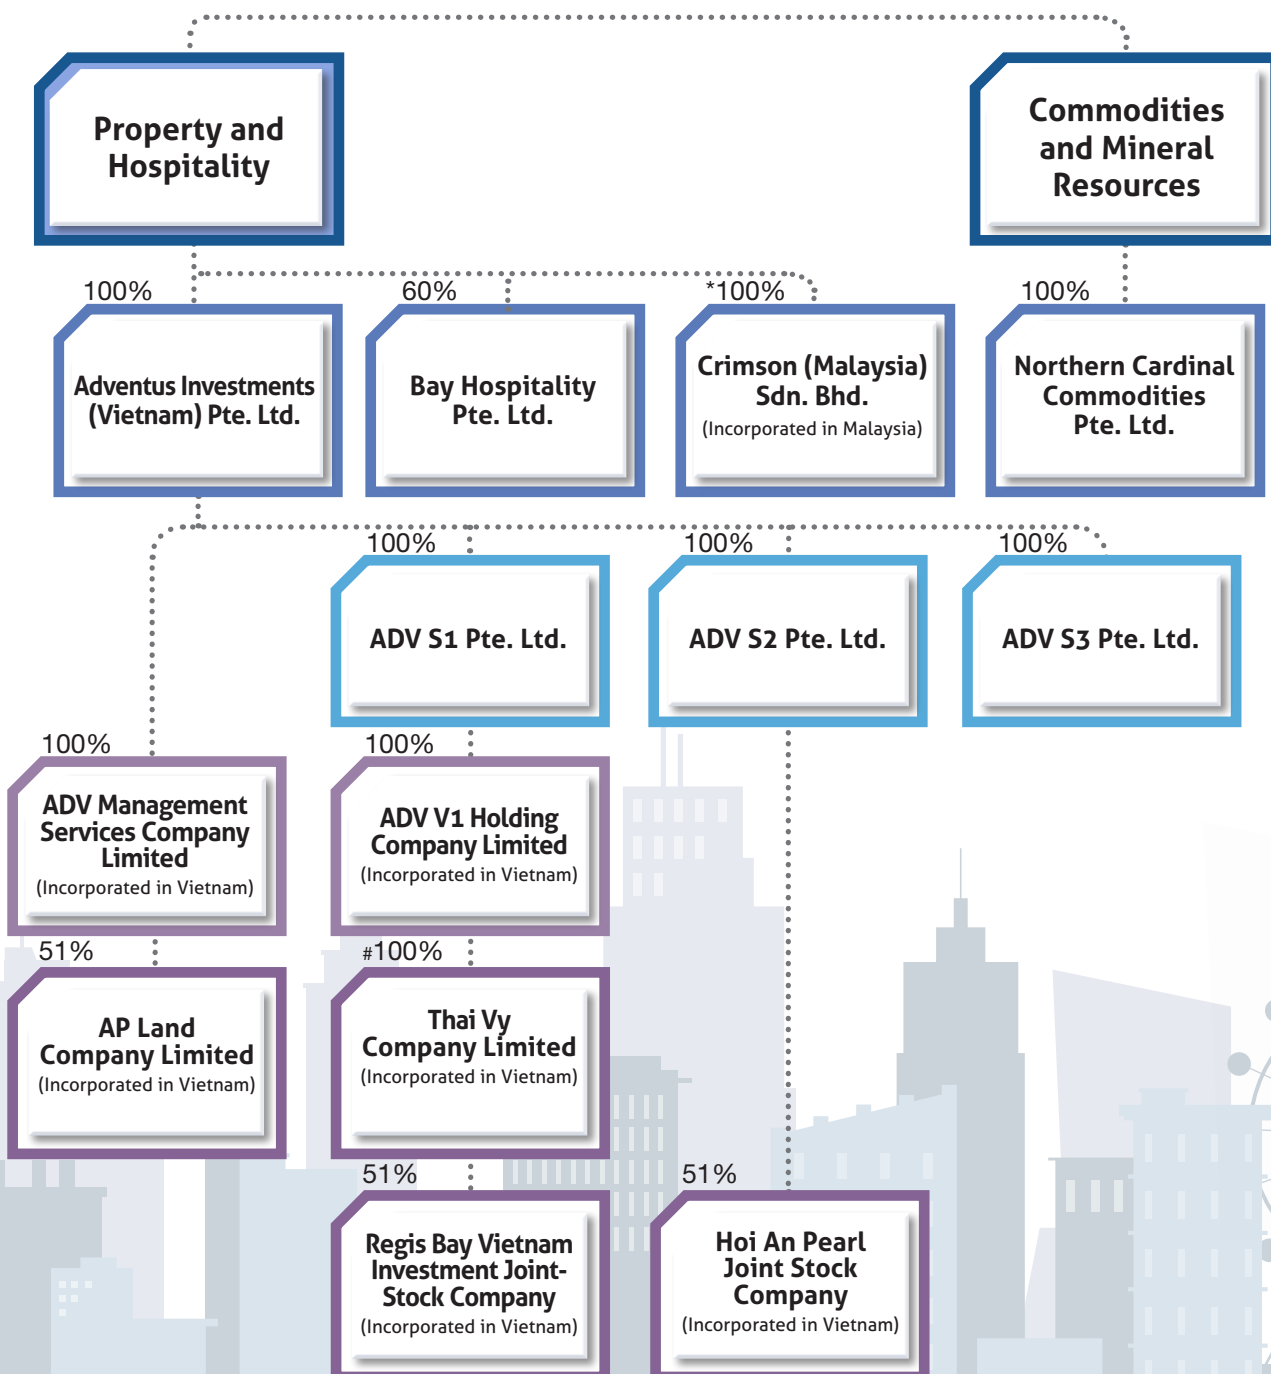 Property and
Hospitality
Commodities
and Mineral
Resources
100%
60%
*100%
100%
Adventus Investments
(Vietnam) Pte. Ltd.
Bay Hospitality
Pte. Ltd.
Crimson (Malaysia)
Sdn. Bhd.
(Incorporated in Malaysia)
Northern Cardinal
Commodities
Pte. Ltd.
100%
100%
100%
ADV S1 Pte. Ltd.
ADV S2 Pte. Ltd.
ADV S3 Pte. Ltd.
100%
100%
ADV Management
Services Company
Limited
(Incorporated in Vietnam)
ADV V1 Holding
Company Limited
(Incorporated in Vietnam)
51%
#100%
AP Land
Company Limited
(Incorporated in Vietnam)
Thai Vy
Company Limited
(Incorporated in Vietnam)
51%
51%
Regis Bay Vietnam
Investment Joint-
Stock Company
(Incorporated in Vietnam)
Hoi An Pearl
Joint Stock
Company
(Incorporated in Vietnam)